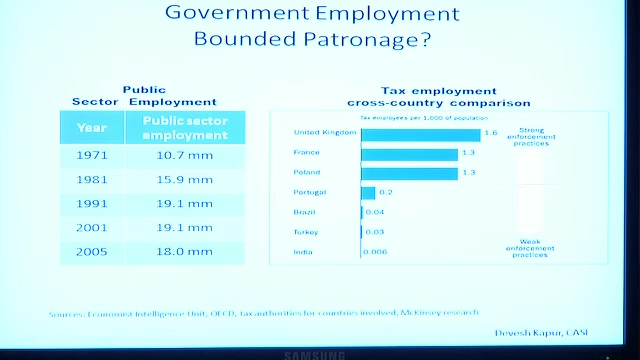 Government Employment
Bounded Patronage?
Public
Sector Employment
Year Public sector employment
1971 10.7 mm
1981 15.9 mm
1991 19.1 mm
2001 19.1 mm
2005 18.0 mm
Tax employment
cross-country comparison
Tax employees per 1,000 of population
United Kingdom 1.6
France 1.3
Poland 1.3
Portugal 0.2
Brazil 0.04
Turkey 0.03
India 0.006
Strong
enforcement
practices
Weak
enforcement
practices
Sources: Economist Intelligence Unit, OECD, tax authorities for countries involved, McKinsey research
Devesh Kapur, CASI
SAMSUNG